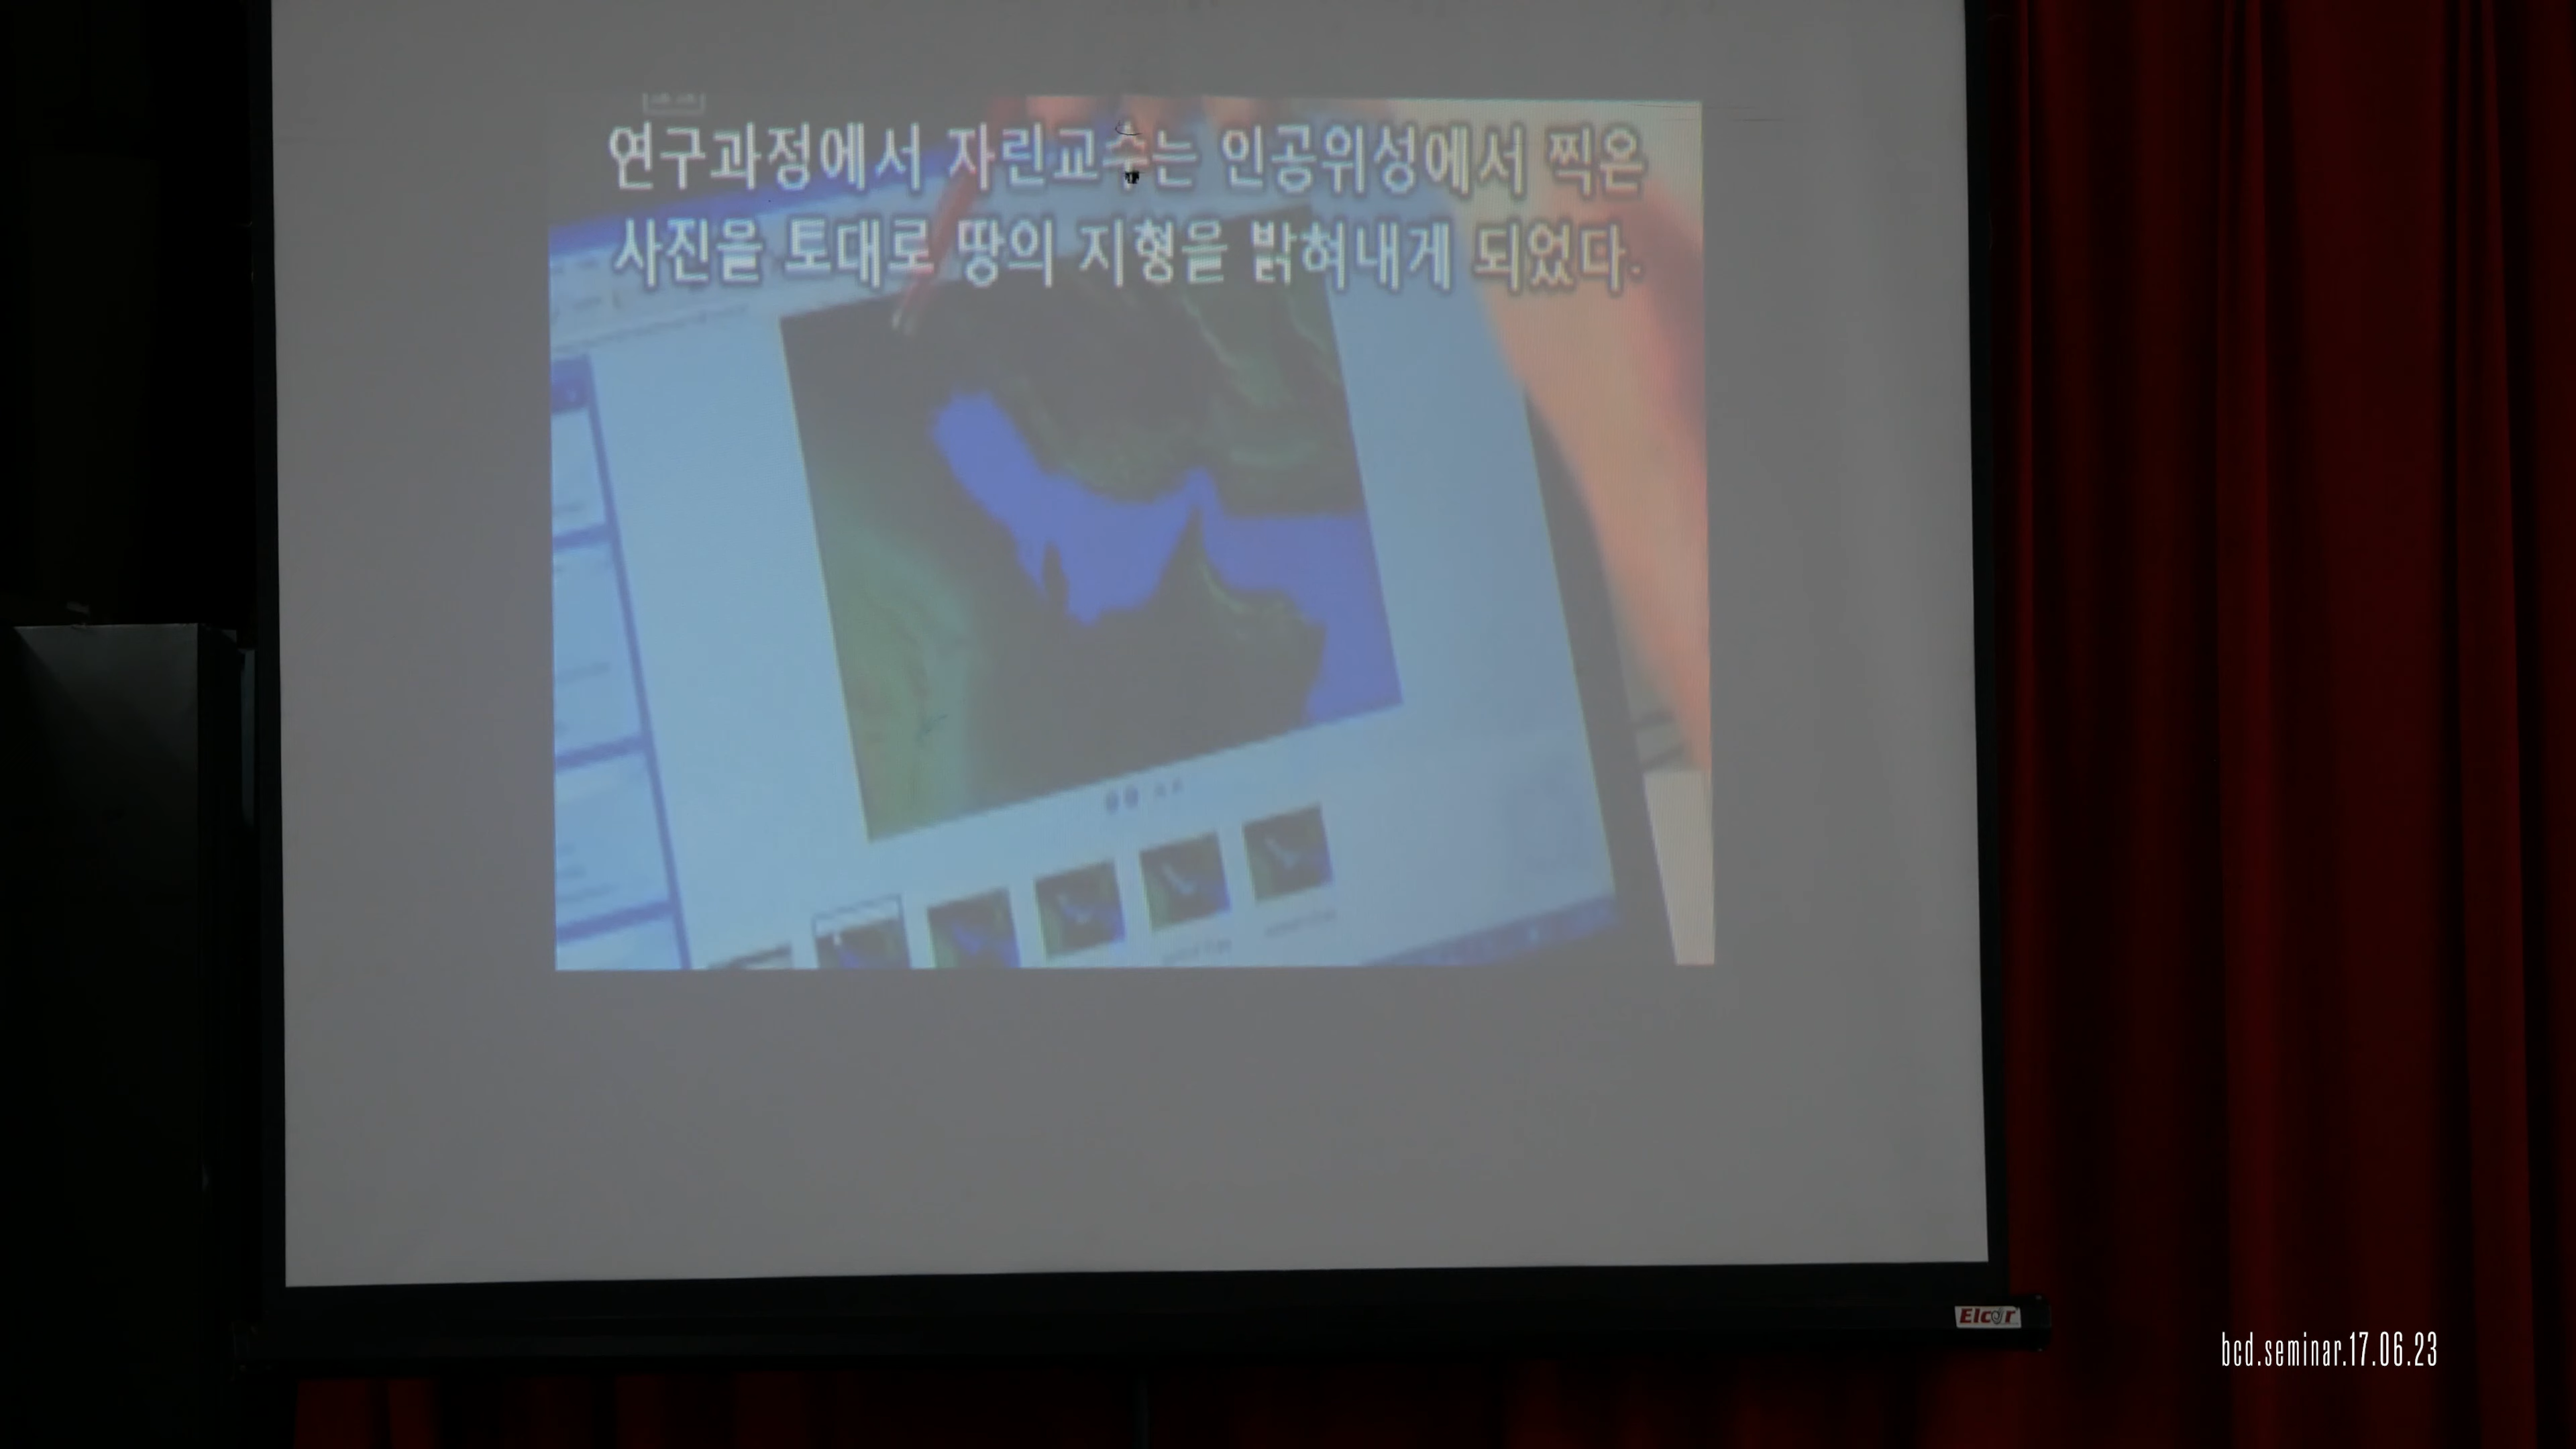 연구과정에서 자린교수는 인공위성에서 찍은
사진을 토대로 땅의 지형을 밝혀내게 되었다.
Elcor
bcd.seminar.17.06.23